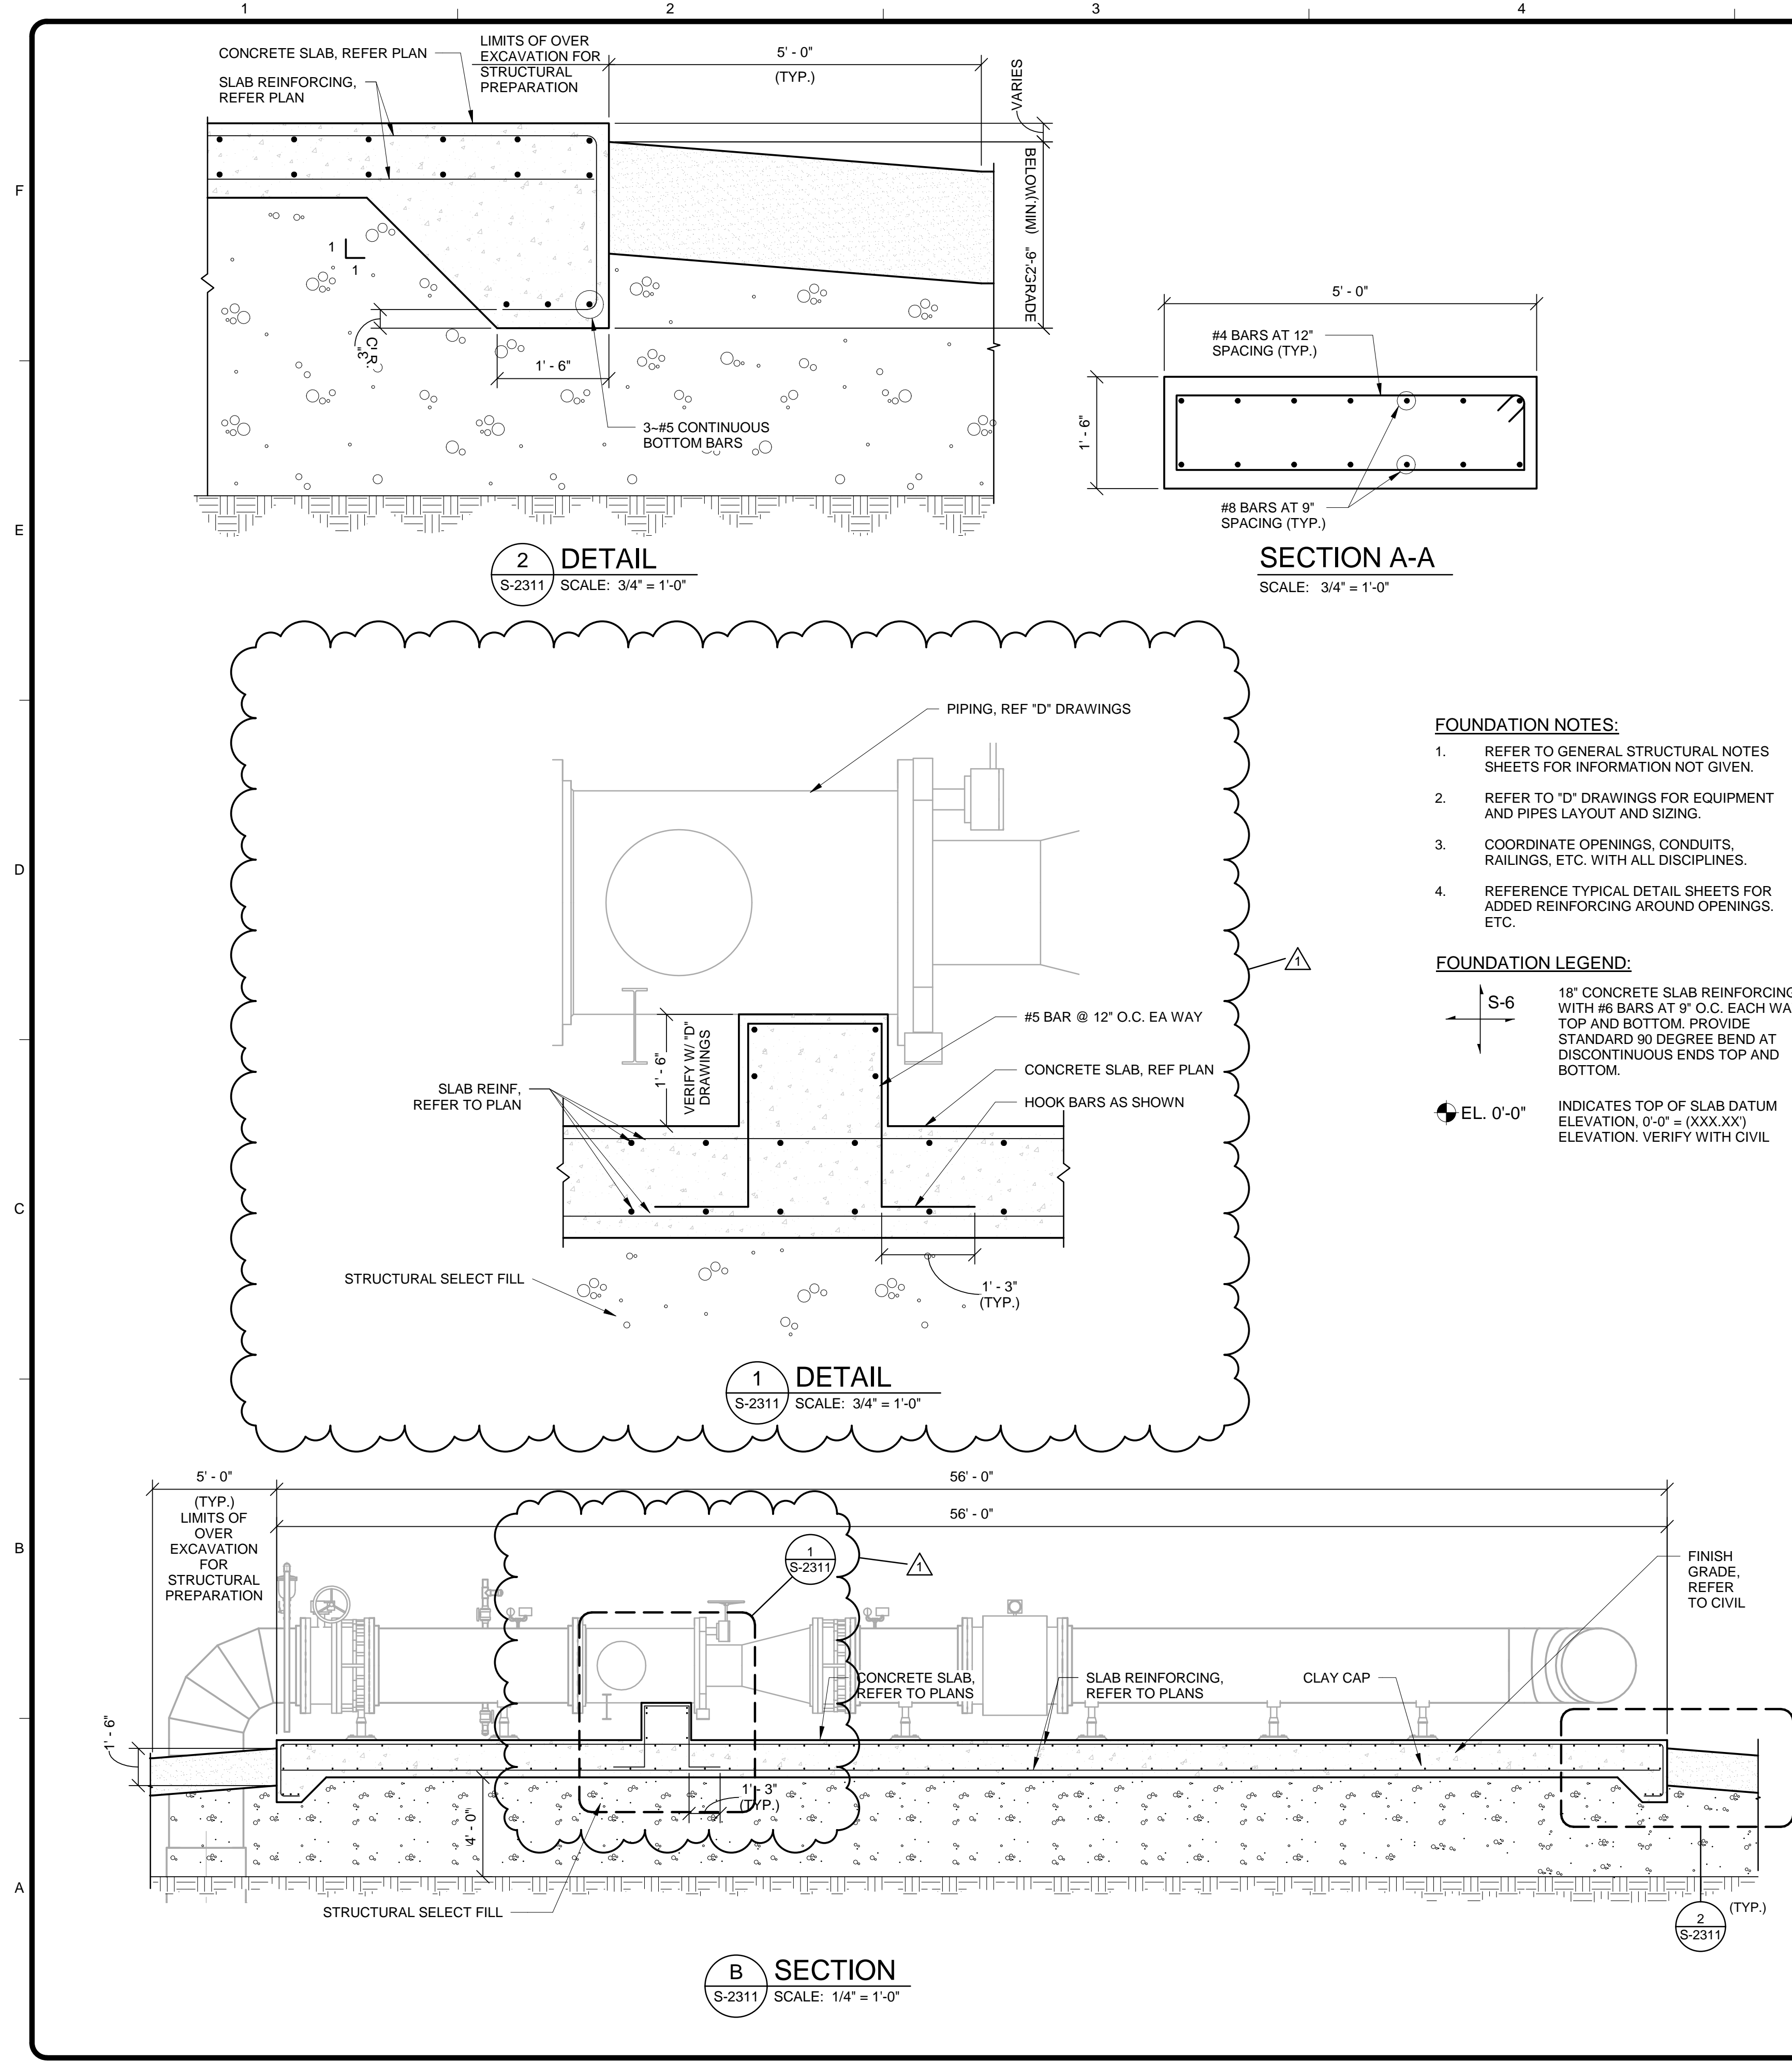 1
2
3
4
F
E
D
C
B
A
CONCRETE SLAB, REFER PLAN
SLAB REINFORCING,
REFER PLAN
LIMITS OF OVER
EXCAVATION FOR
STRUCTURAL
PREPARATION
5' - 0"
(TYP.)
VARIES
2'-6" (MIN.) BELOW
GRADE
1
1
3"
CLR.
1' - 6"
3~#5 CONTINUOUS
BOTTOM BARS
2
S-2311
DETAIL
SCALE: 3/4" = 1'-0"
5' - 0"
#4 BARS AT 12"
SPACING (TYP.)
1' - 6"
#8 BARS AT 9"
SPACING (TYP.)
SECTION A-A
SCALE: 3/4" = 1'-0"
PIPING, REF "D" DRAWINGS
#5 BAR @ 12" O.C. EA WAY
CONCRETE SLAB, REF PLAN
HOOK BARS AS SHOWN
1' - 6"
VERIFY W/ "D"
DRAWINGS
SLAB REINF,
REFER TO PLAN
STRUCTURAL SELECT FILL
1' - 3"
(TYP.)
1
1
S-2311
DETAIL
SCALE: 3/4" = 1'-0"
FOUNDATION NOTES:
1. REFER TO GENERAL STRUCTURAL NOTES
SHEETS FOR INFORMATION NOT GIVEN.
2. REFER TO "D" DRAWINGS FOR EQUIPMENT
AND PIPES LAYOUT AND SIZING.
3. COORDINATE OPENINGS, CONDUITS,
RAILINGS, ETC. WITH ALL DISCIPLINES.
4. REFERENCE TYPICAL DETAIL SHEETS FOR
ADDED REINFORCING AROUND OPENINGS.
ETC.
FOUNDATION LEGEND:
S-6
18" CONCRETE SLAB REINFORCING
WITH #6 BARS AT 9" O.C. EACH WA
TOP AND BOTTOM. PROVIDE
STANDARD 90 DEGREE BEND AT
DISCONTINUOUS ENDS TOP AND
BOTTOM.
EL. 0'-0"
INDICATES TOP OF SLAB DATUM
ELEVATION, 0'-0" = (XXX.XX')
ELEVATION. VERIFY WITH CIVIL
5' - 0"
(TYP.)
LIMITS OF
OVER
EXCAVATION
FOR
STRUCTURAL
PREPARATION
56' - 0"
56' - 0"
1
S-2311
1
FINISH
GRADE,
REFER
TO CIVIL
CONCRETE SLAB,
REFER TO PLANS
SLAB REINFORCING,
REFER TO PLANS
CLAY CAP
1' - 6"
1' - 3"
(TYP.)
4' - 0"
STRUCTURAL SELECT FILL
2
S-2311
(TYP.)
B
S-2311
SECTION
SCALE: 1/4" = 1'-0"